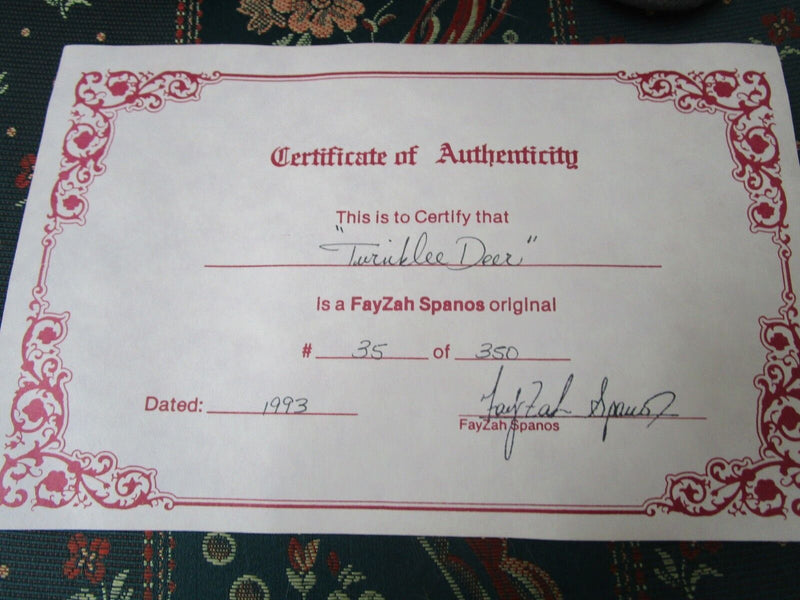 Certificate of Authenticity
This is to Certify that
"Twinklee Deer"
is a FayZah Spanos original
# 35 of 350
Dated: 1993 FayZah Spanos
FayZah Spanos